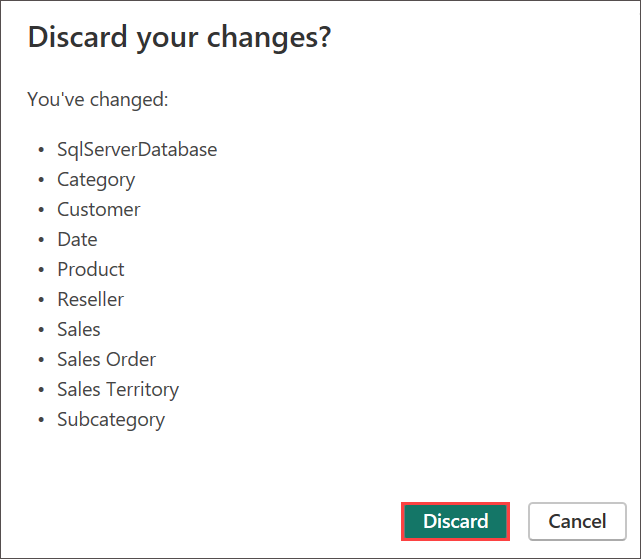 Discard your changes?
You've changed:
• SqlServerDatabase
• Category
• Customer
• Date
• Product
• Reseller
• Sales
• Sales Order
• Sales Territory
• Subcategory
Discard Cancel